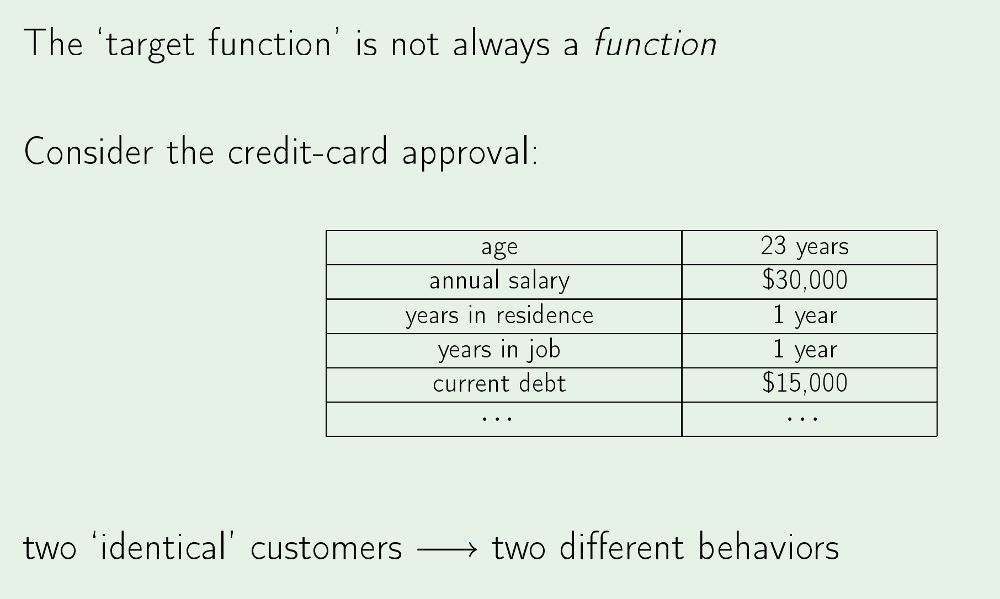 The ‘target function’ is not always a function
Consider the credit-card approval:
age 23 years
annual salary $30,000
years in residence 1 year
years in job 1 year
current debt $15,000
··· ···
two ‘identical’ customers ⟶ two different behaviors